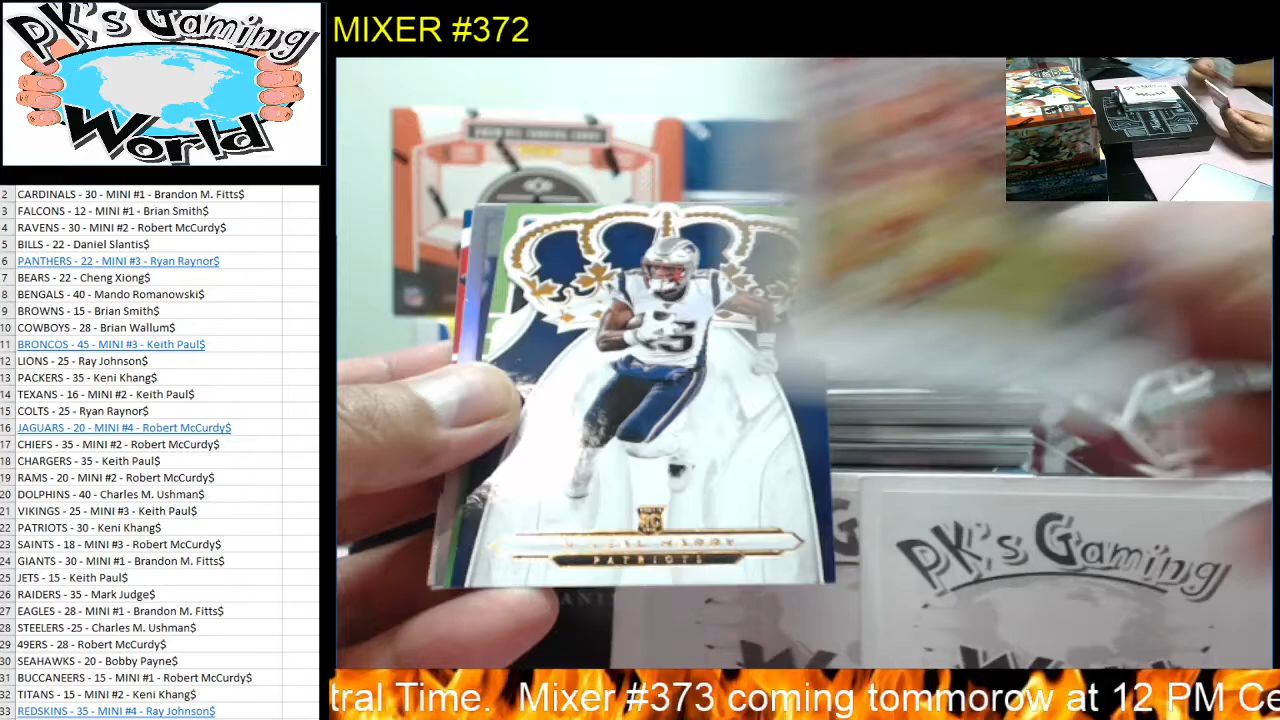 PK's Gaming
World
MIXER #372
2 CARDINALS - 30 - MINI #1 - Brandon M. Fitts$
3 FALCONS - 12 - MINI #1 - Brian Smith$
4 RAVENS - 30 - MINI #2 - Robert McCurdy$
5 BILLS - 22 - Daniel Slantis$
6 PANTHERS - 22 - MINI #3 - Ryan Raynor$
7 BEARS - 22 - Cheng Xiong$
8 BENGALS - 40 - Mando Romanowski$
9 BROWNS - 15 - Brian Smith$
10 COWBOYS - 28 - Brian Wallum$
11 BRONCOS - 45 - MINI #3 - Keith Paul$
12 LIONS - 25 - Ray Johnson$
13 PACKERS - 35 - Keni Khang$
14 TEXANS - 16 - MINI #2 - Keith Paul$
15 COLTS - 25 - Ryan Raynor$
16 JAGUARS - 20 - MINI #4 - Robert McCurdy$
17 CHIEFS - 35 - MINI #2 - Robert McCurdy$
18 CHARGERS - 35 - Keith Paul$
19 RAMS - 20 - MINI #2 - Robert McCurdy$
20 DOLPHINS - 40 - Charles M. Ushman$
21 VIKINGS - 25 - MINI #3 - Keith Paul$
22 PATRIOTS - 30 - Keni Khang$
23 SAINTS - 18 - MINI #3 - Robert McCurdy$
24 GIANTS - 30 - MINI #1 - Brandon M. Fitts$
25 JETS - 15 - Keith Paul$
26 RAIDERS - 35 - Mark Judge$
27 EAGLES - 28 - MINI #1 - Brandon M. Fitts$
28 STEELERS -25 - Charles M. Ushman$
29 49ERS - 28 - Robert McCurdy$
30 SEAHAWKS - 20 - Bobby Payne$
31 BUCCANEERS - 15 - MINI #1 - Robert McCurdy$
32 TITANS - 15 - MINI #2 - Keni Khang$
33 REDSKINS - 35 - MINI #4 - Ray Johnson$
RC
PATRIOTS
PK's Gaming
tral Time. Mixer #373 coming tommorow at 12 PM Ce